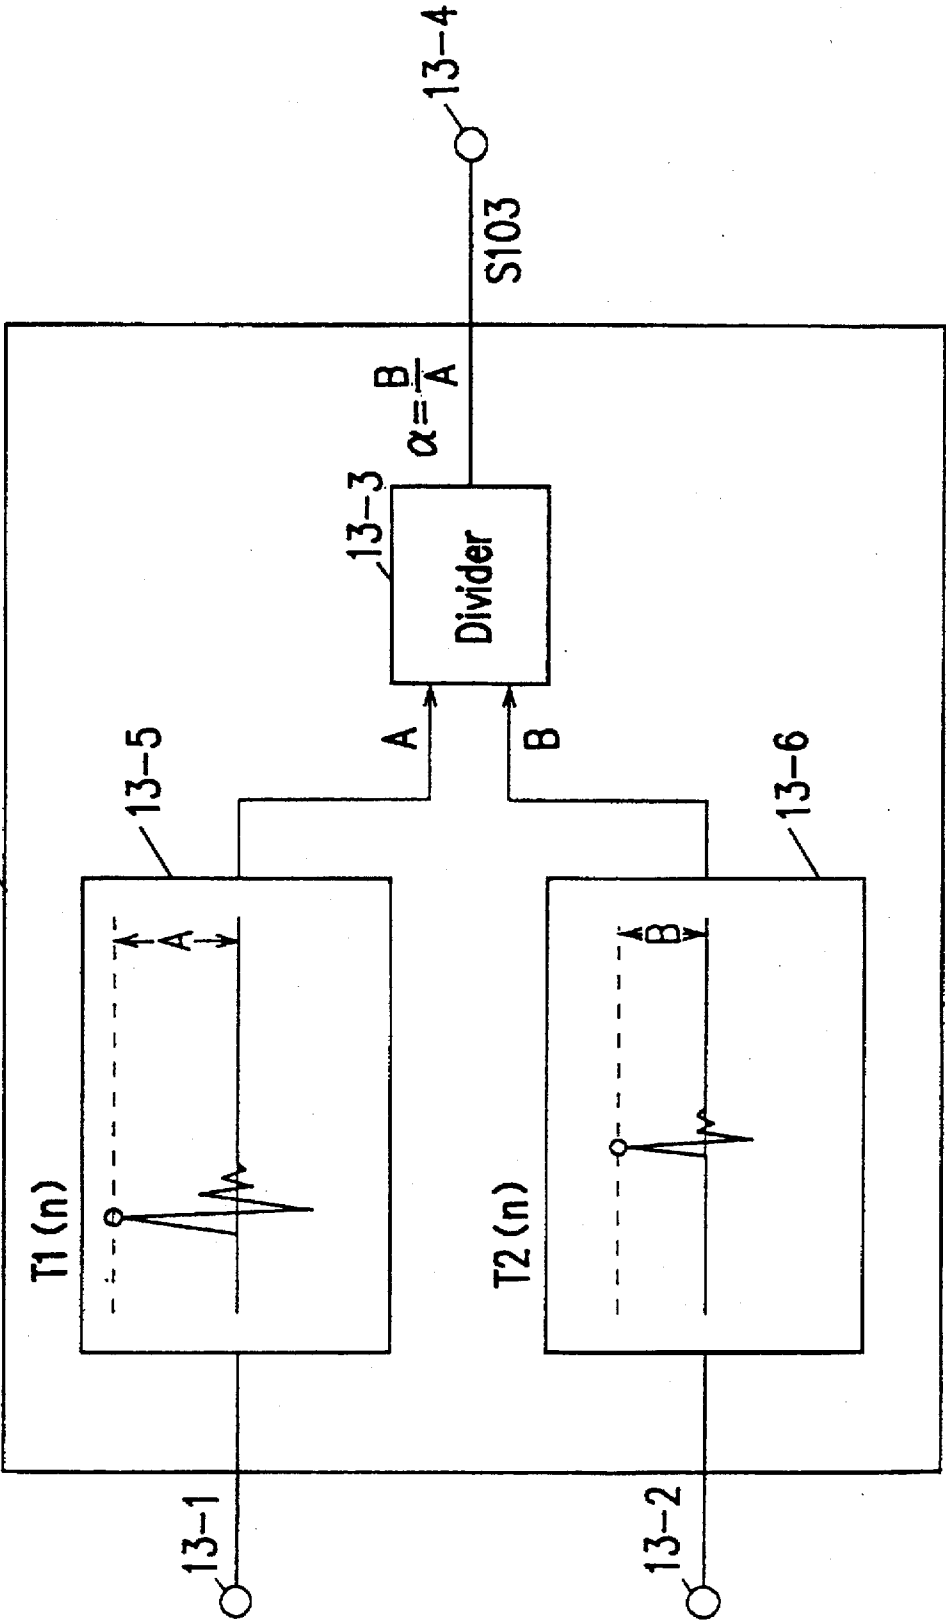 T1(n)
13-5
A
13-1
A
13-3
Divider
α=B/A
S103
13-4
T2(n)
B
B
13-6
13-2